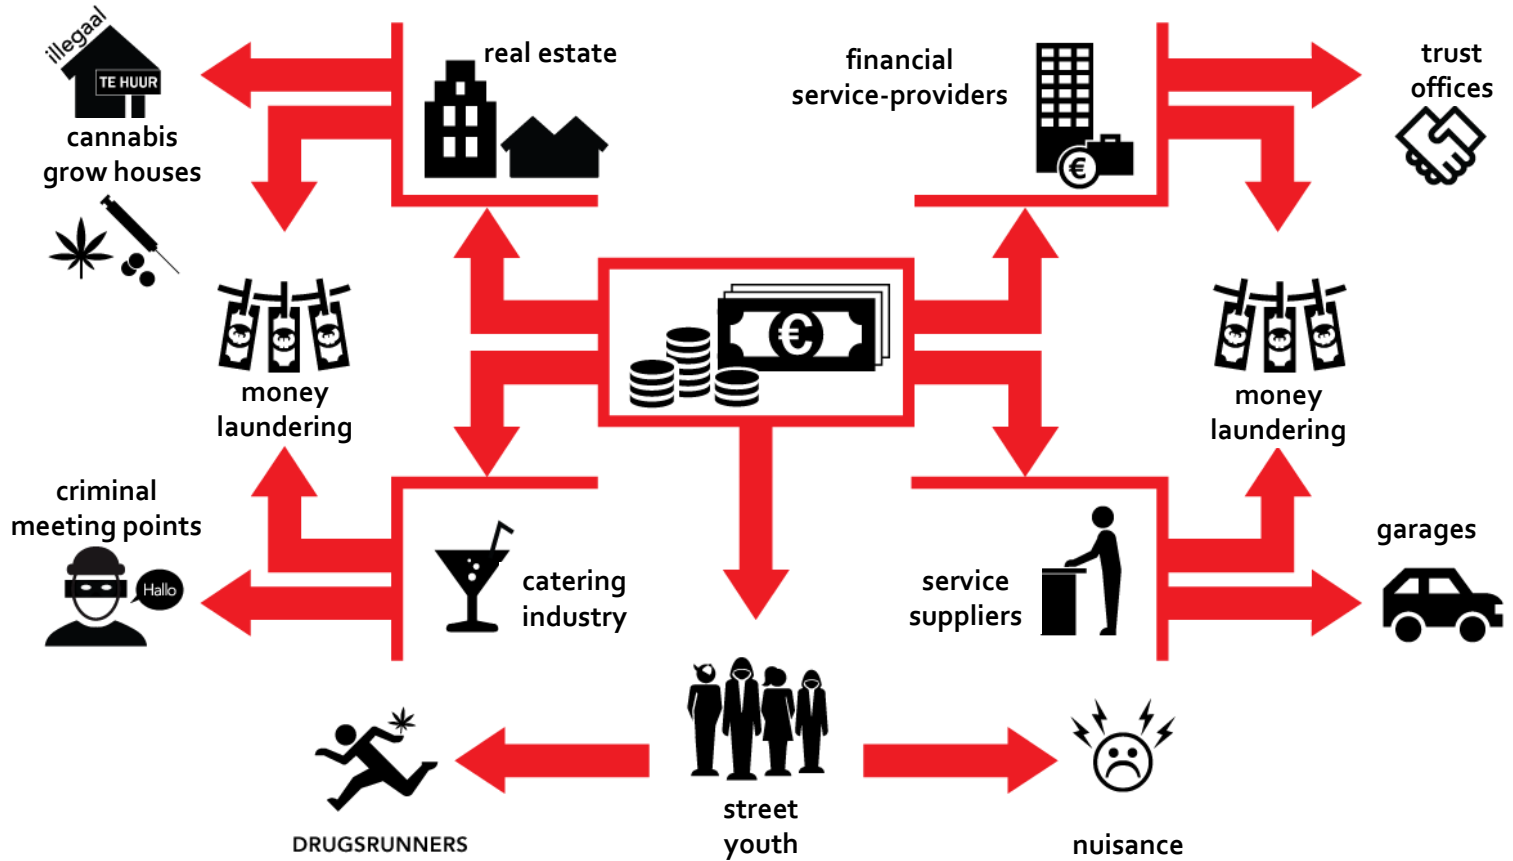 illegaal
TE HUUR
cannabis
grow houses
real estate
financial
service-providers
€
trust
offices
€
money
laundering
money
laundering
criminal
meeting points
Hallo
catering
industry
service
suppliers
garages
street
youth
DRUGSRUNNERS
nuisance